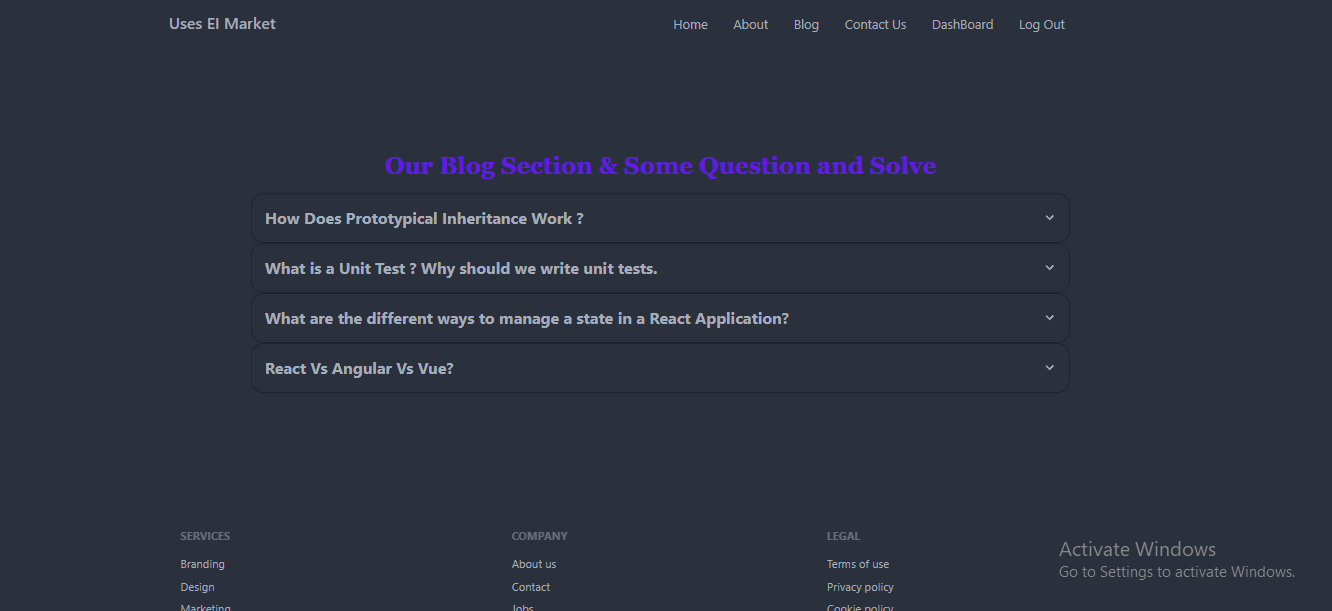 Uses EI Market
Home About Blog Contact Us DashBoard Log Out
Our Blog Section & Some Question and Solve
How Does Prototypical Inheritance Work ?
What is a Unit Test ? Why should we write unit tests.
What are the different ways to manage a state in a React Application?
React Vs Angular Vs Vue?
SERVICES COMPANY LEGAL
Branding About us Terms of use
Design Contact Privacy policy
Marketing Jobs Cookie policy
Activate Windows
Go to Settings to activate Windows.